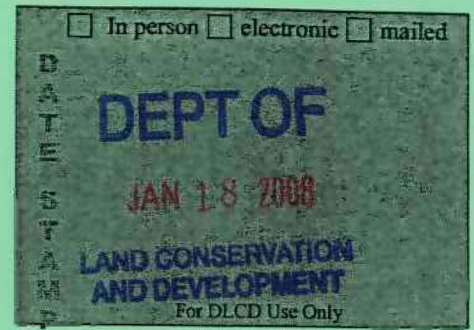 ☐ In person ☐ electronic ☐ mailed
DATE STAMP
DEPT OF
JAN 18 2008
LAND CONSERVATION
AND DEVELOPMENT
For DLCD Use Only